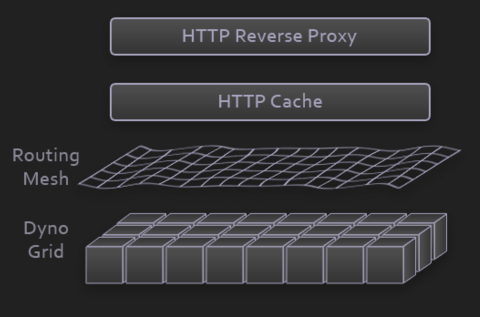 HTTP Reverse Proxy
HTTP Cache
Routing
Mesh
Dyno
Grid